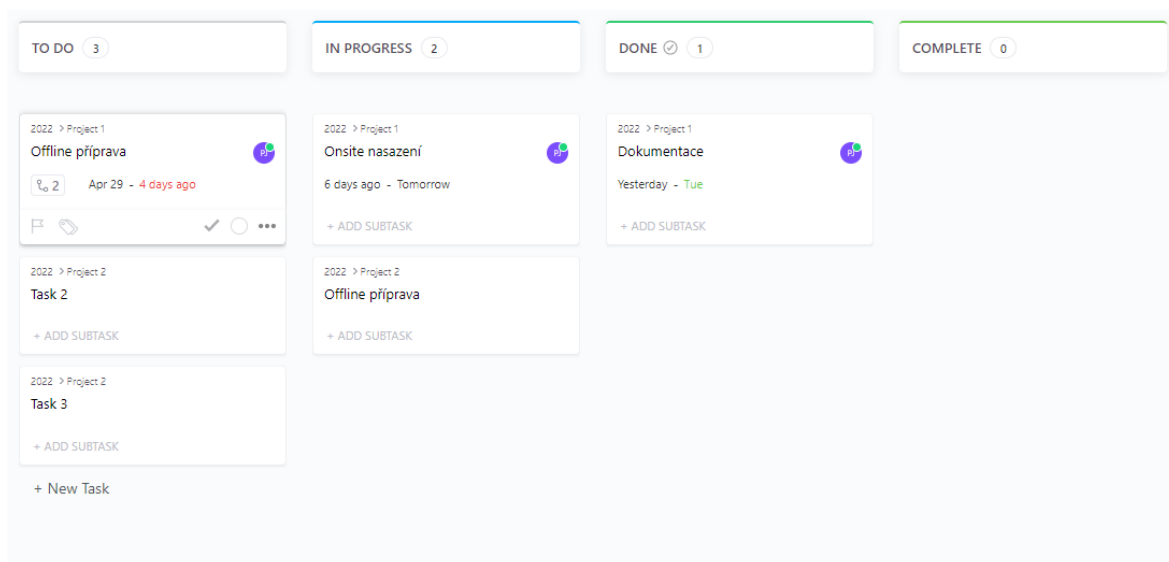 TO DO 3
IN PROGRESS 2
DONE 1
COMPLETE 0
2022 > Project 1
Offline příprava
PJ
2 Apr 29 - 4 days ago
2022 > Project 2
Task 2
+ ADD SUBTASK
2022 > Project 2
Task 3
+ ADD SUBTASK
+ New Task
2022 > Project 1
Onsite nasazení
PJ
6 days ago - Tomorrow
+ ADD SUBTASK
2022 > Project 2
Offline příprava
+ ADD SUBTASK
2022 > Project 1
Dokumentace
PJ
Yesterday - Tue
+ ADD SUBTASK